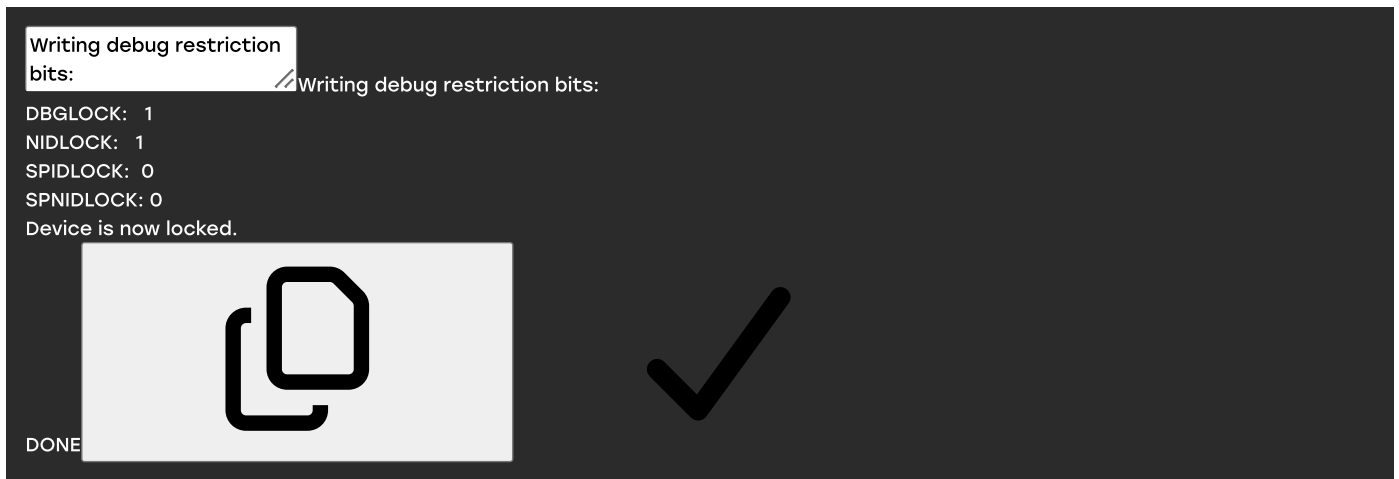 Writing debug restriction
bits:
Writing debug restriction bits:
DBGLOCK:   1
NIDLOCK:   1
SPIDLOCK:  0
SPNIDLOCK: 0
Device is now locked.
DONE